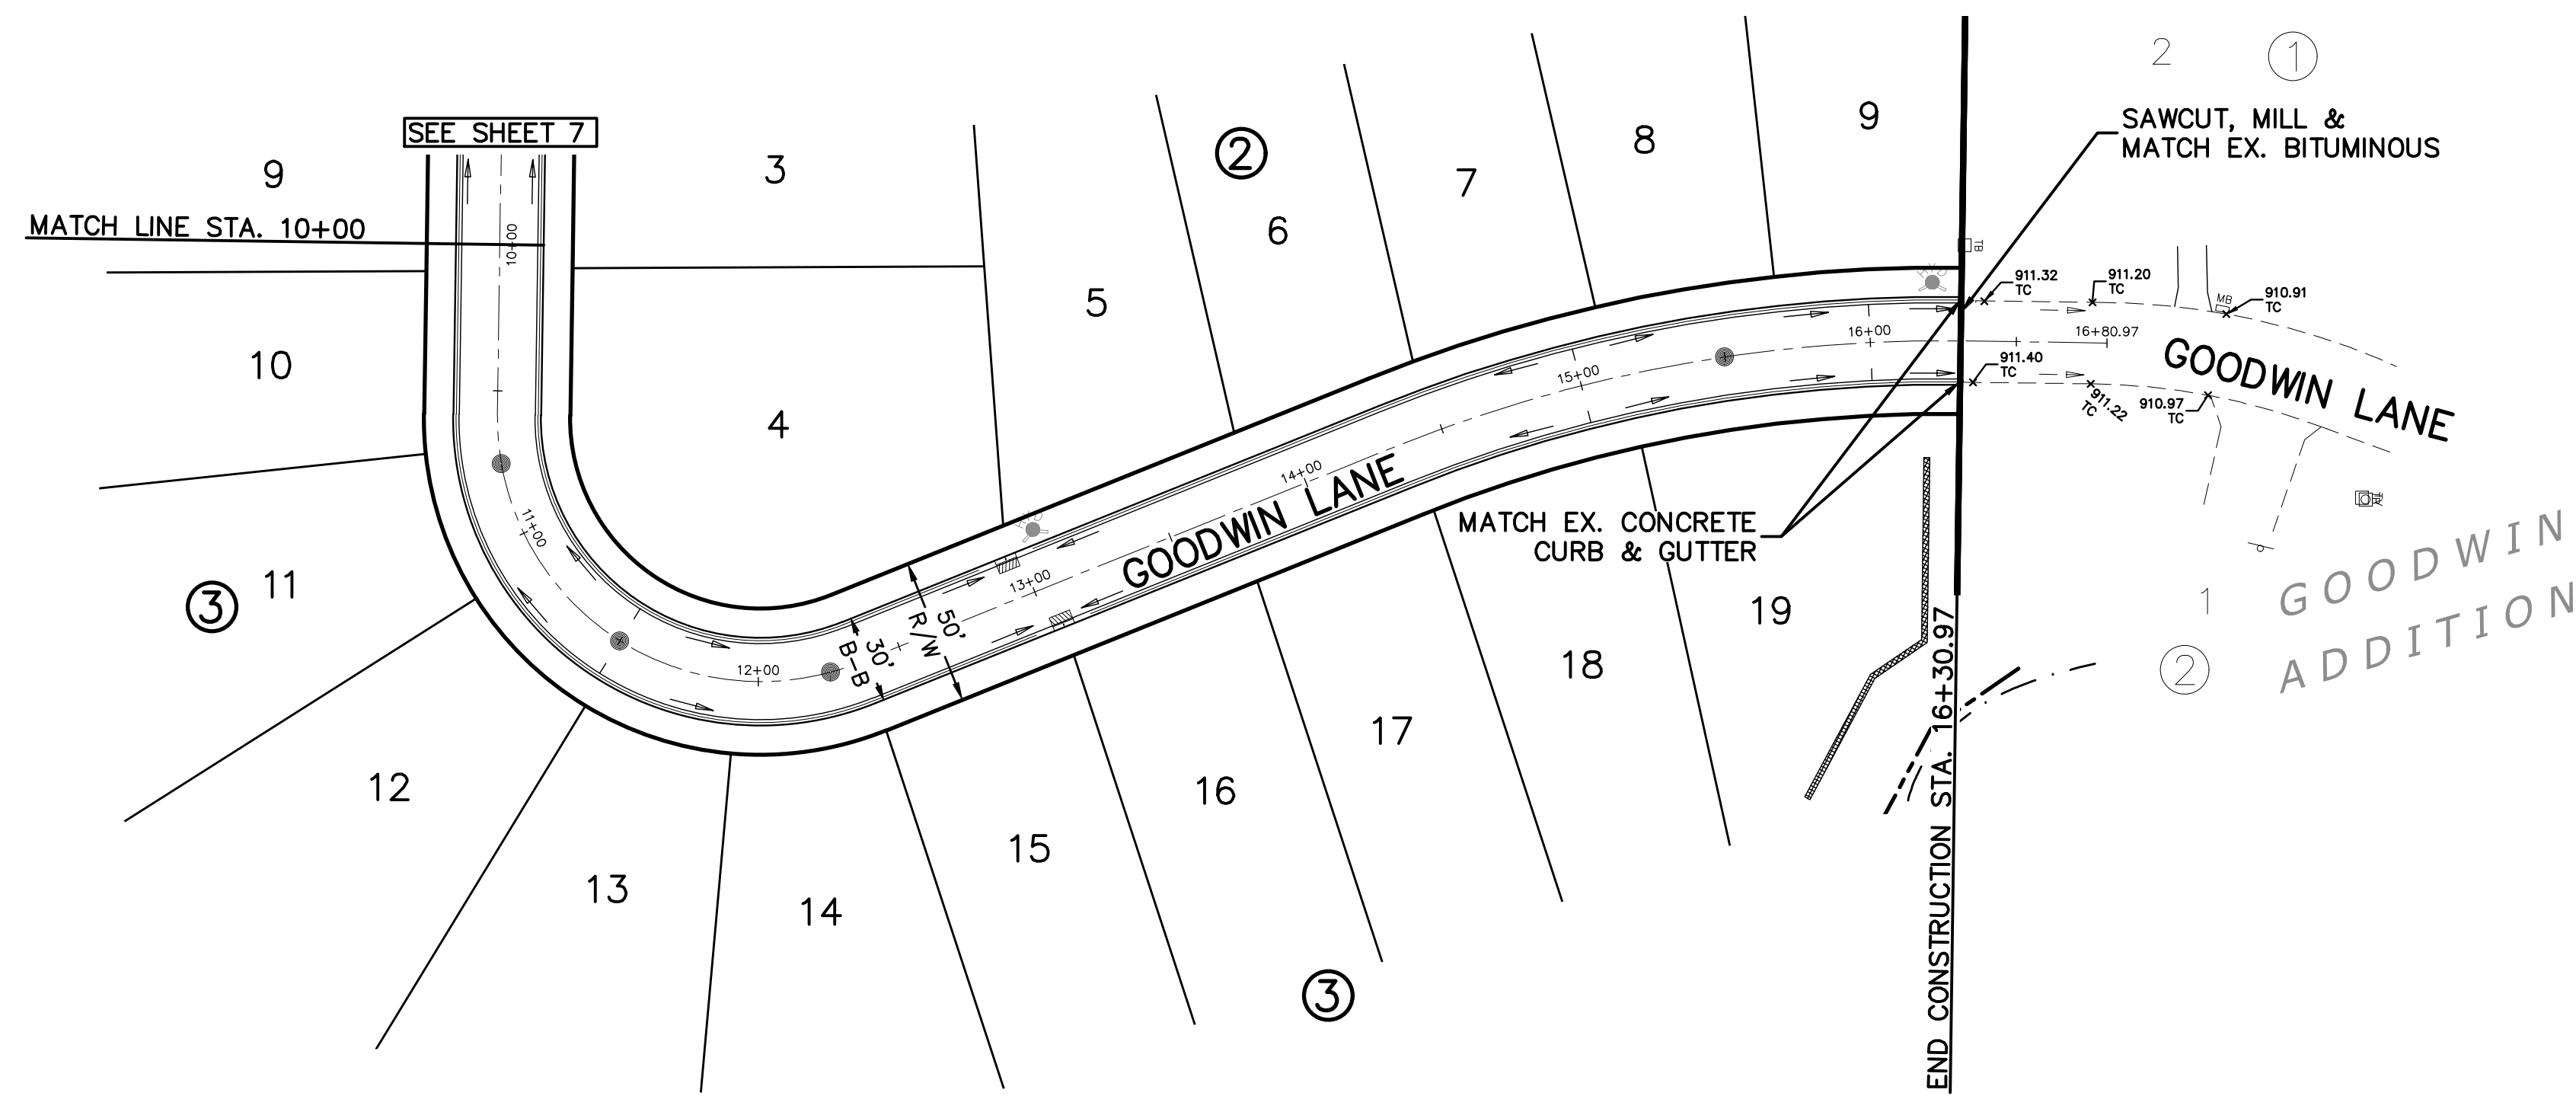 2 1
SAWCUT, MILL &
MATCH EX. BITUMINOUS
SEE SHEET 7
9
3
2
6
7
8
9
MATCH LINE STA. 10+00
10+00
TB
HYD
911.32
TC
911.20
TC
MB
910.91
TC
5
10
4
16+00
16+80.97
GOODWIN LANE
911.40
TC
911.22
TC
910.97
TC
15+00
14+00
GOODWIN LANE
MATCH EX. CONCRETE
CURB & GUTTER
HYD
11+00
3
11
13+00
50'
R/W
30'
B-B
12+00
19
18
17
16
15
14
13
12
3
END CONSTRUCTION STA. 16+30.97
1
2
GOODWIN
ADDITION